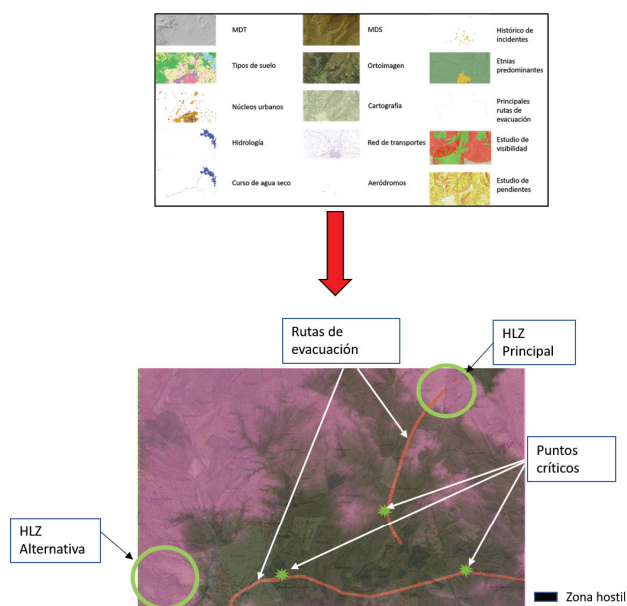 MDT
MDS
Histórico de
incidentes
Tipos de suelo
Ortoimagen
Etnias
predominantes
Núcleos urbanos
Cartografía
Principales
rutas de
evacuación
Hidrología
Red de transportes
Estudio de
visibilidad
Curso de agua seco
Aeródromos
Estudio de
pendientes
Rutas de
evacuación
HLZ
Principal
Puntos
críticos
HLZ
Alternativa
Zona hostil